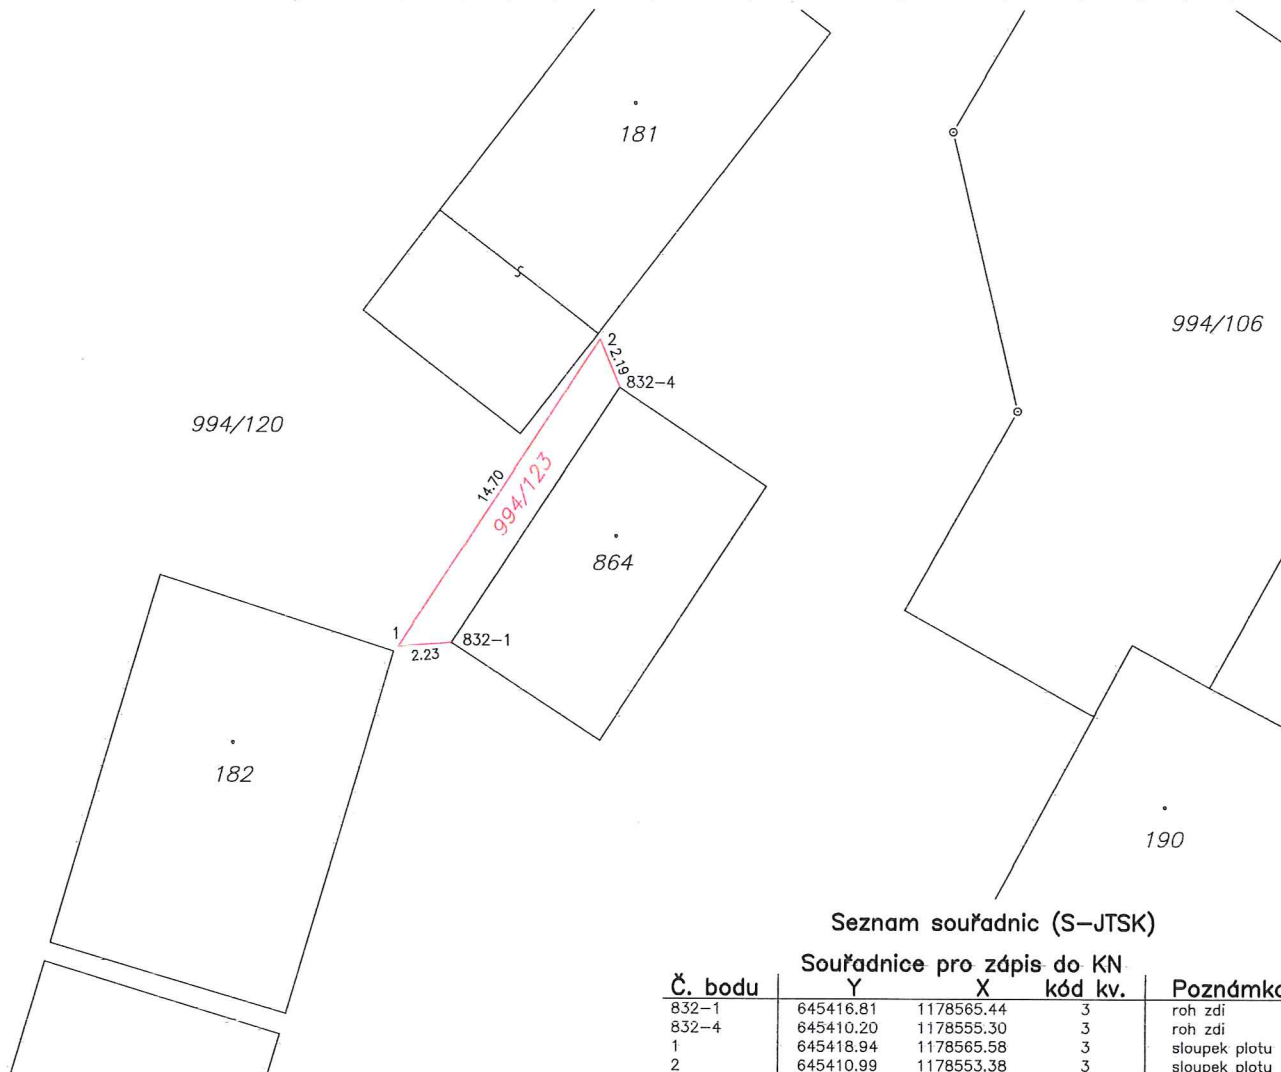 181
994/106
2
2.19
832-4
994/120
14.70
994/123
864
1
832-1
2.23
182
190
Seznam souřadnic (S-JTSK)
Souřadnice pro zápis do KN
Č. bodu Y X kód kv. Poznámka
832-1 645416.81 1178565.44 3 roh zdi
832-4 645410.20 1178555.30 3 roh zdi
1 645418.94 1178565.58 3 sloupek plotu
2 645410.99 1178553.38 3 sloupek plotu